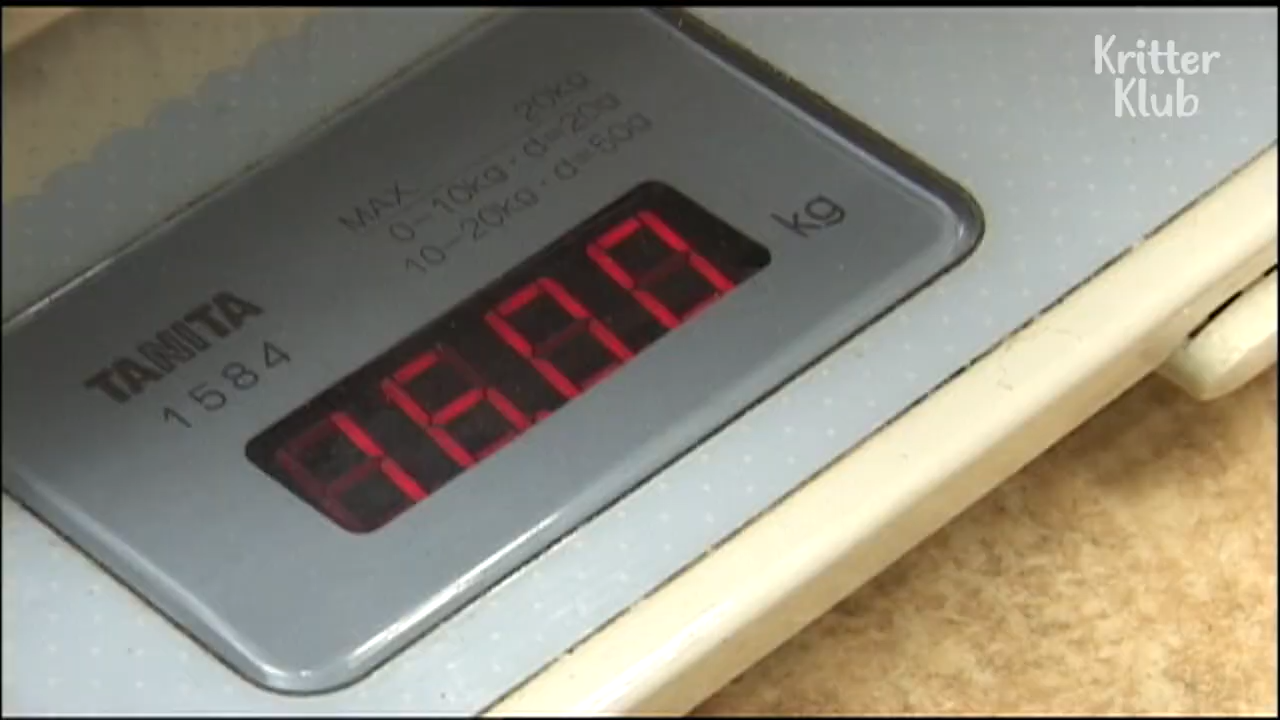 Kritter
Klub
MAX 20kg
0–10kg · d=20g
10–20kg · d=50g
kg
TANITA
1584